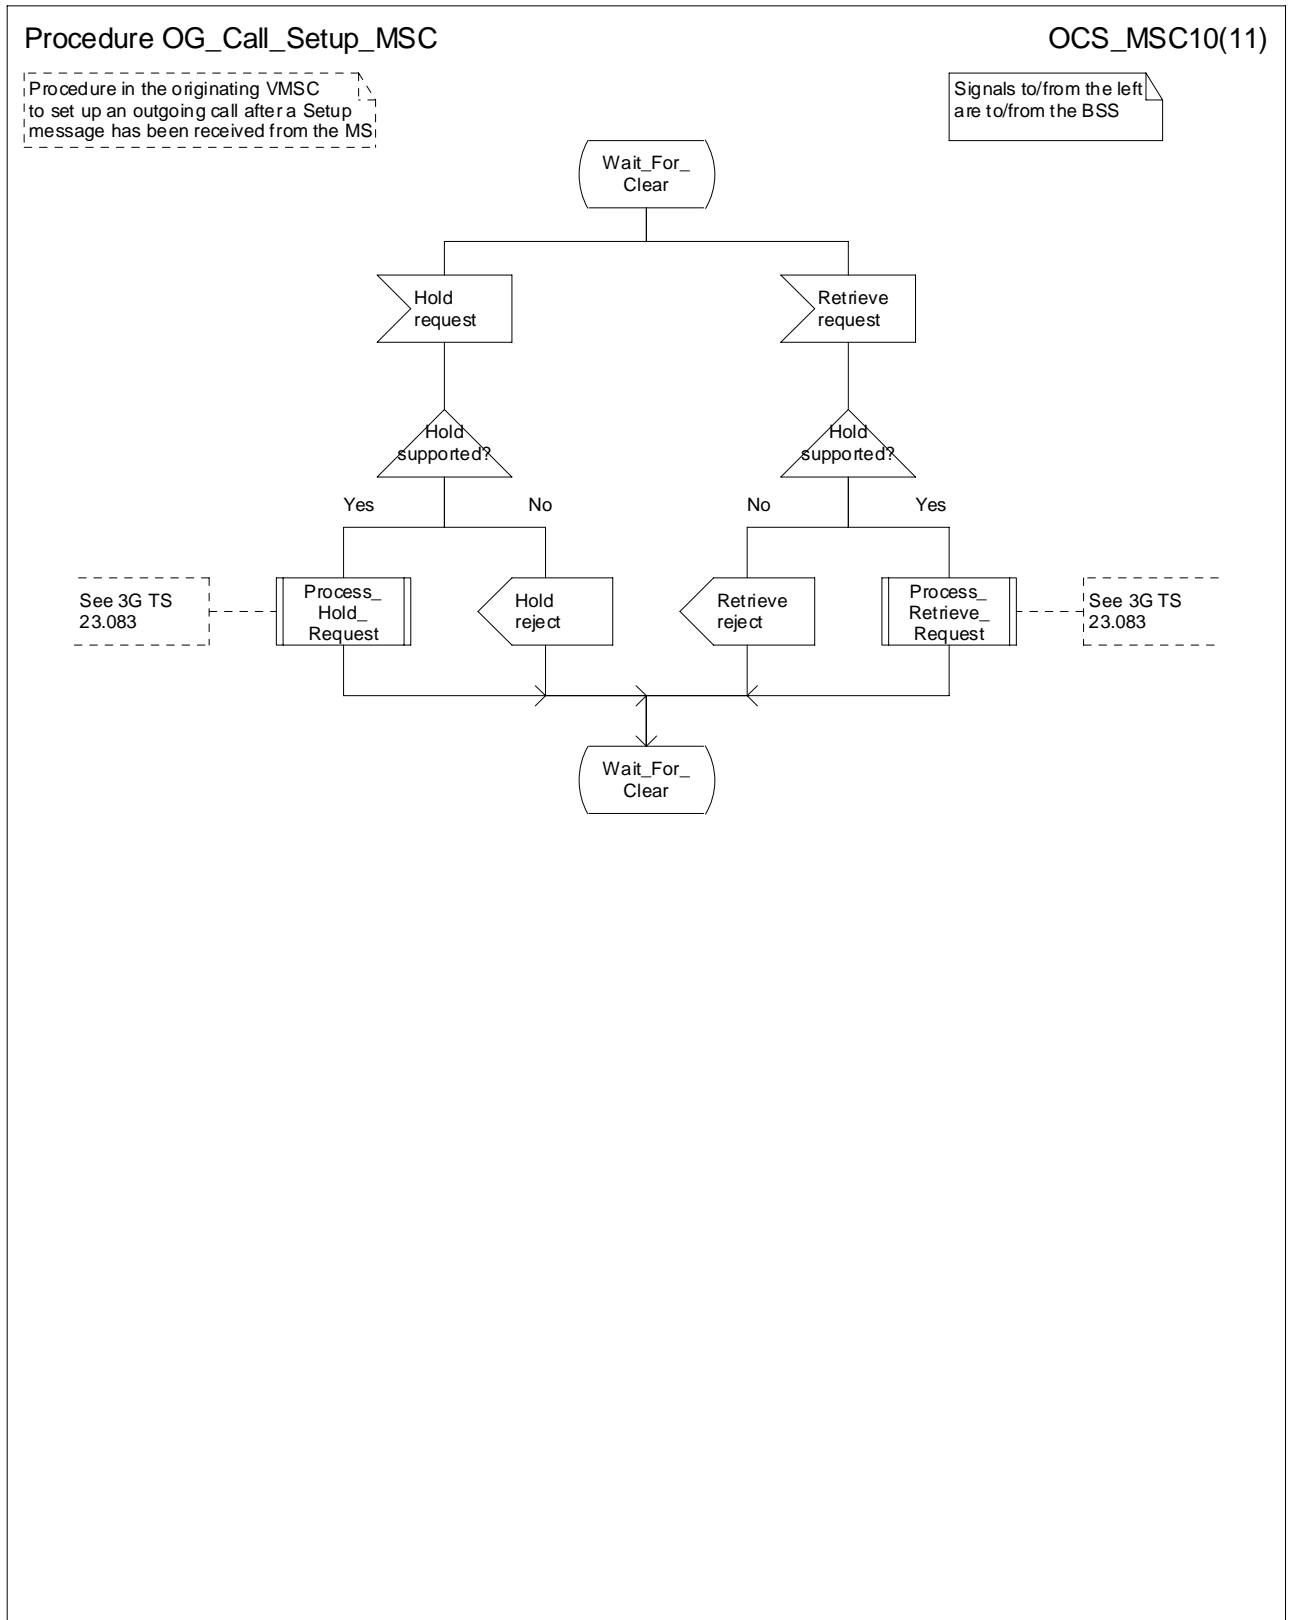 Procedure OG_Call_Setup_MSC
OCS_MSC10(11)
Procedure in the originating VMSC
to set up an outgoing call after a Setup
message has been received from the MS
Signals to/from the left
are to/from the BSS
Wait_For_
Clear
Hold
request
Retrieve
request
Hold
supported?
Hold
supported?
Yes
No
No
Yes
See 3G TS
23.083
Process_
Hold_
Request
Hold
reject
Retrieve
reject
Process_
Retrieve_
Request
See 3G TS
23.083
Wait_For_
Clear